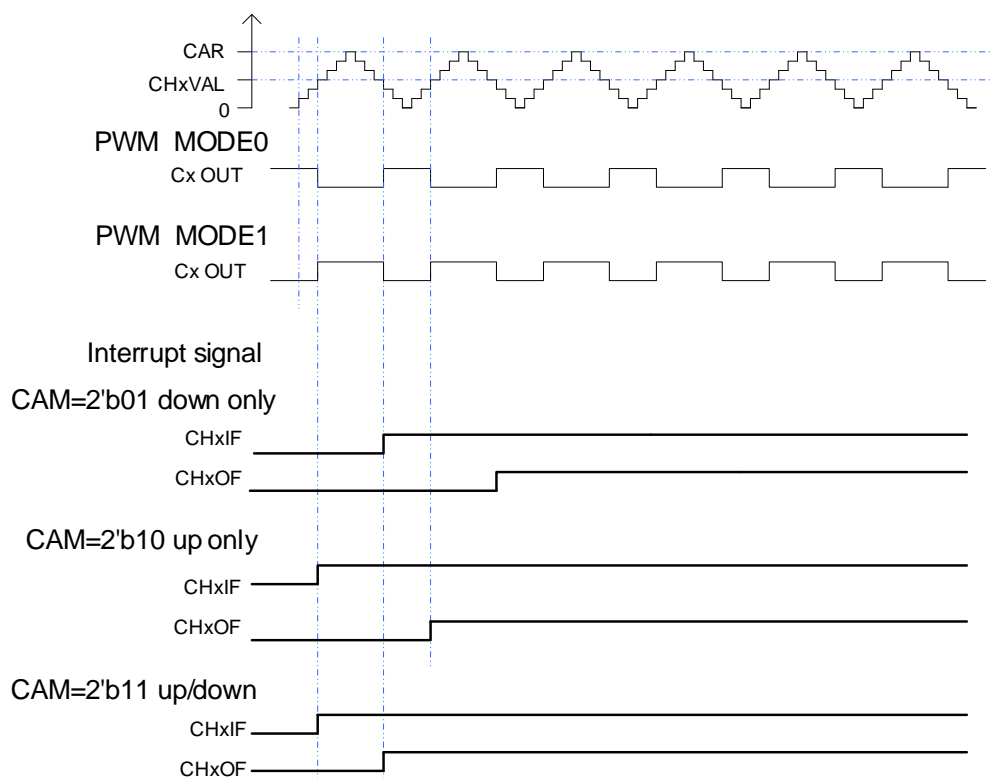 CAR
CHxVAL
0
PWM MODE0
Cx OUT
PWM MODE1
Cx OUT
Interrupt signal
CAM=2'b01 down only
CHxIF
CHxOF
CAM=2'b10 up only
CHxIF
CHxOF
CAM=2'b11 up/down
CHxIF
CHxOF